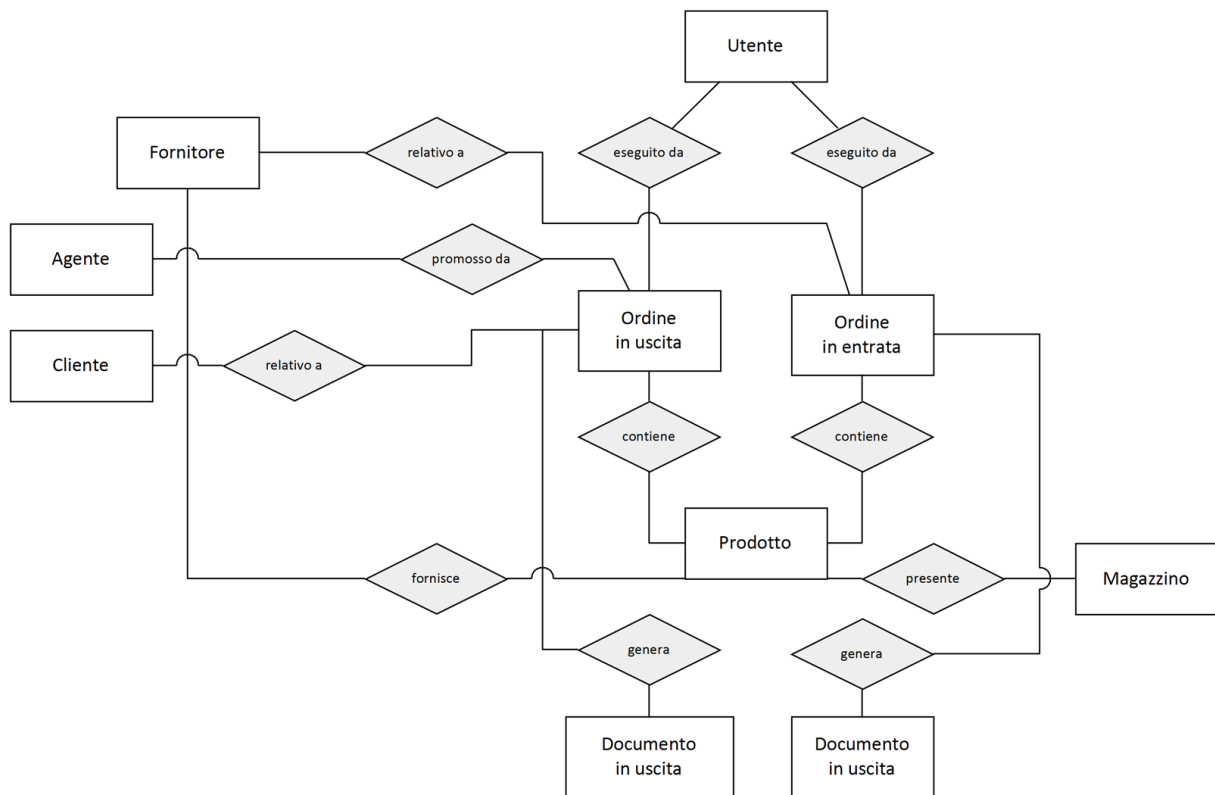 Utente
Fornitore
relativo a
eseguito da
eseguito da
Agente
promosso da
Ordine
in uscita
Ordine
in entrata
Cliente
relativo a
contiene
contiene
Prodotto
fornisce
presente
Magazzino
genera
genera
Documento
in uscita
Documento
in uscita